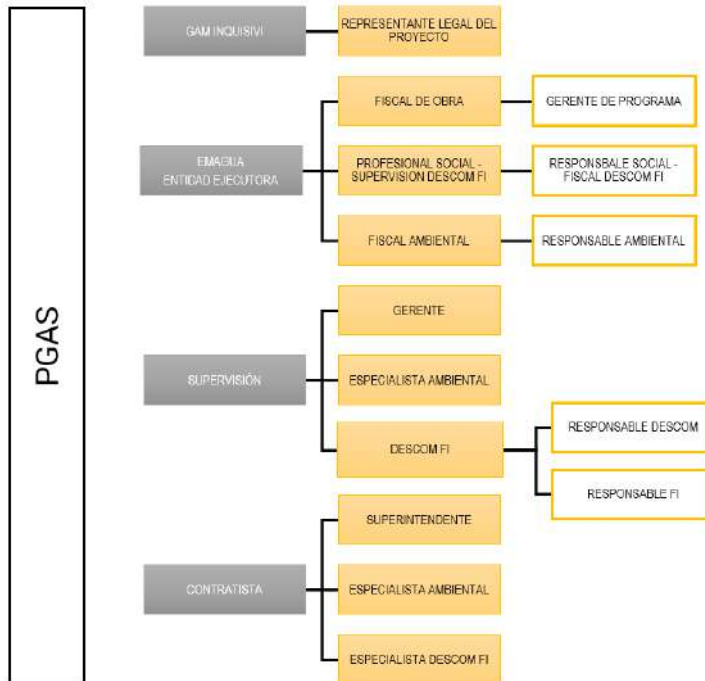 PGAS
GAM INQUISIVI
REPRESENTANTE LEGAL DEL
PROYECTO
EMAGUA
ENTIDAD EJECUTORA
FISCAL DE OBRA
GERENTE DE PROGRAMA
PROFESIONAL SOCIAL -
SUPERVISION DESCOM FI
RESPONSBALE SOCIAL -
FISCAL DESCOM FI
FISCAL AMBIENTAL
RESPONSABLE AMBIENTAL
SUPERVISIÓN
GERENTE
ESPECIALISTA AMBIENTAL
DESCOM FI
RESPONSABLE DESCOM
RESPONSABLE FI
CONTRATISTA
SUPERINTENDENTE
ESPECIALISTA AMBIENTAL
ESPECIALISTA DESCOM FI